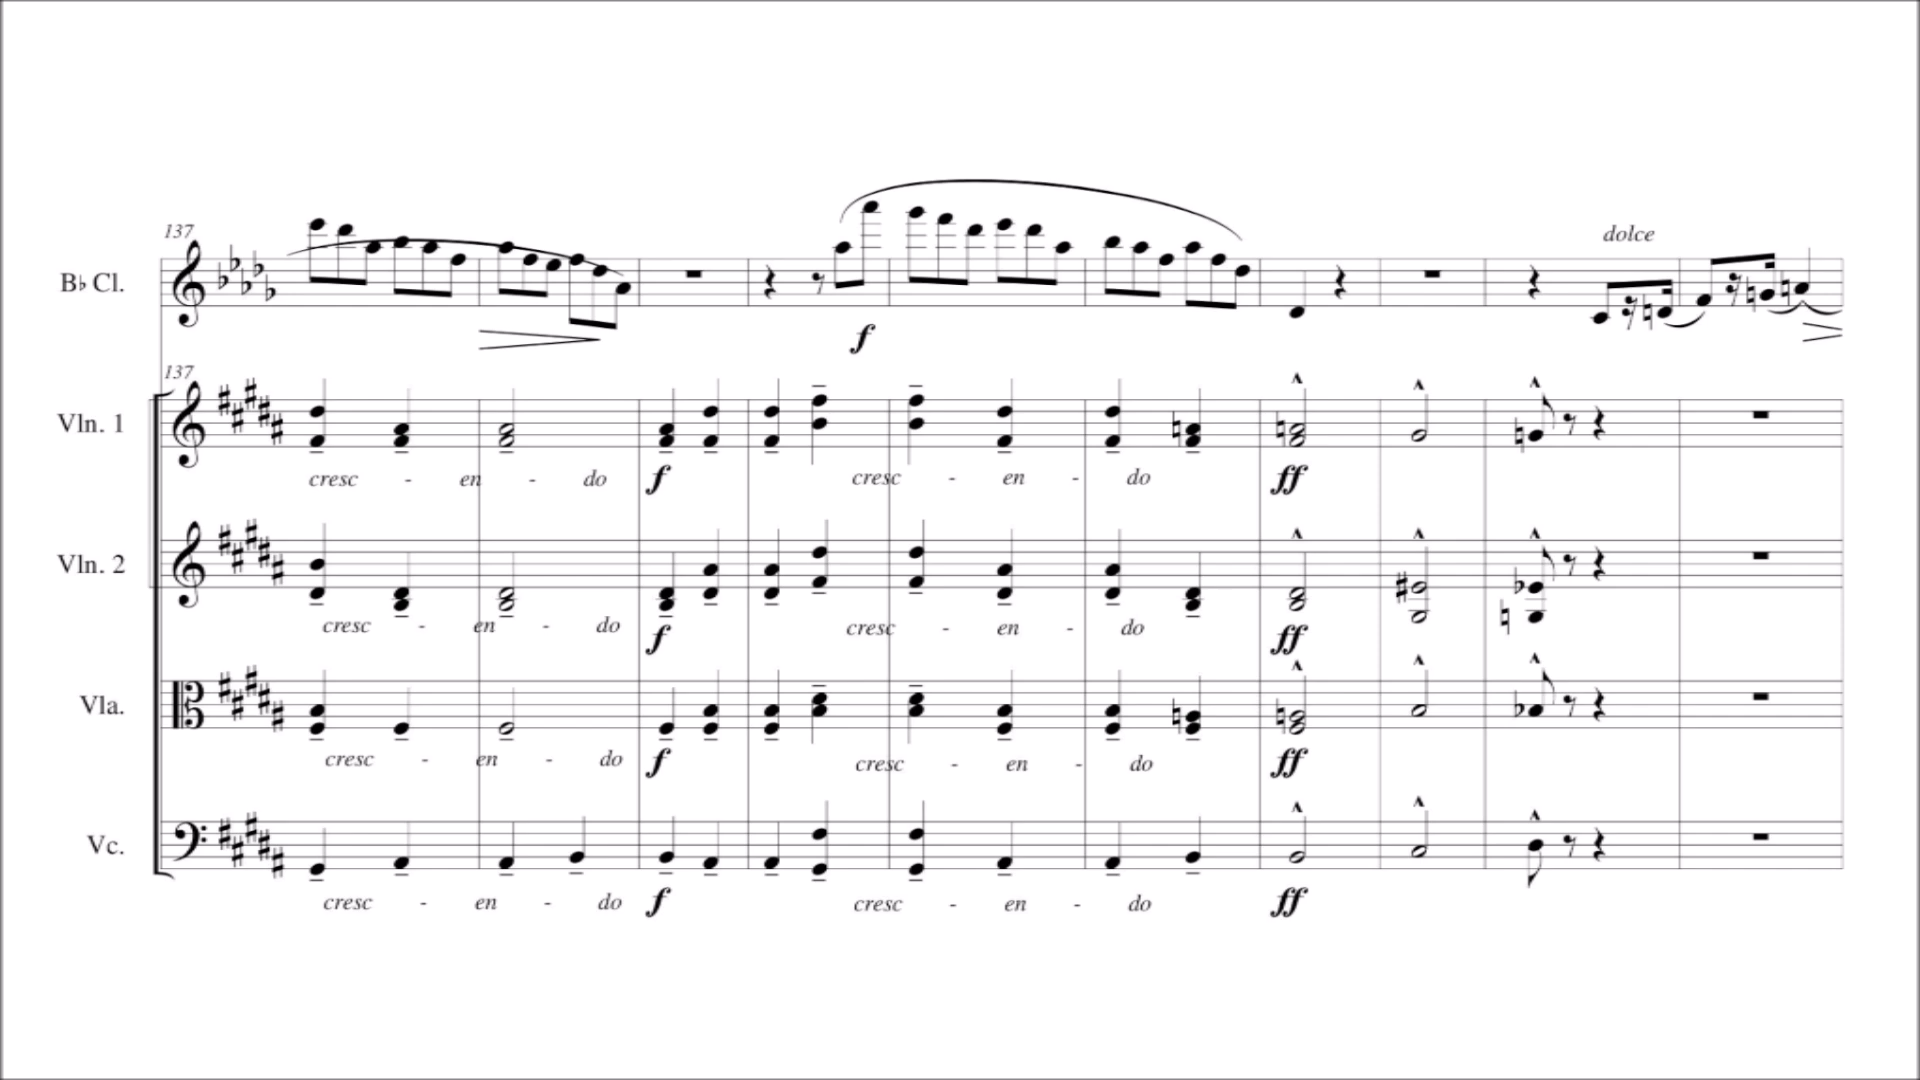 137
dolce
B♭ Cl.
f
137
Vln. 1
cresc - en - do f cresc - en - do ff
Vln. 2
cresc - en - do f cresc - en - do ff
Vla.
cresc - en - do f cresc - en - do ff
Vc.
cresc - en - do f cresc - en - do ff